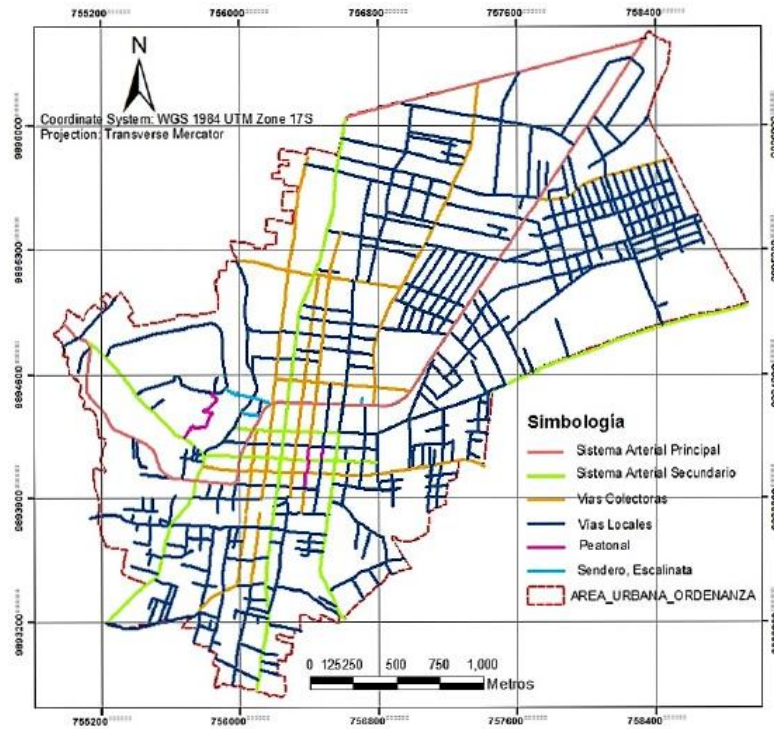 755200 756000 756800 757600 758400
N
Coordinate System: WGS 1984 UTM Zone 17S
Projection: Transverse Mercator
9896000
9895300
9894600
9893900
9893200
Simbología
Sistema Arterial Principal
Sistema Arterial Secundario
Vias Colectoras
Vias Locales
Peatonal
Sendero, Escalinata
AREA_URBANA_ORDENANZA
0 125250 500 750 1,000
Metros
755200 756000 756800 757600 758400